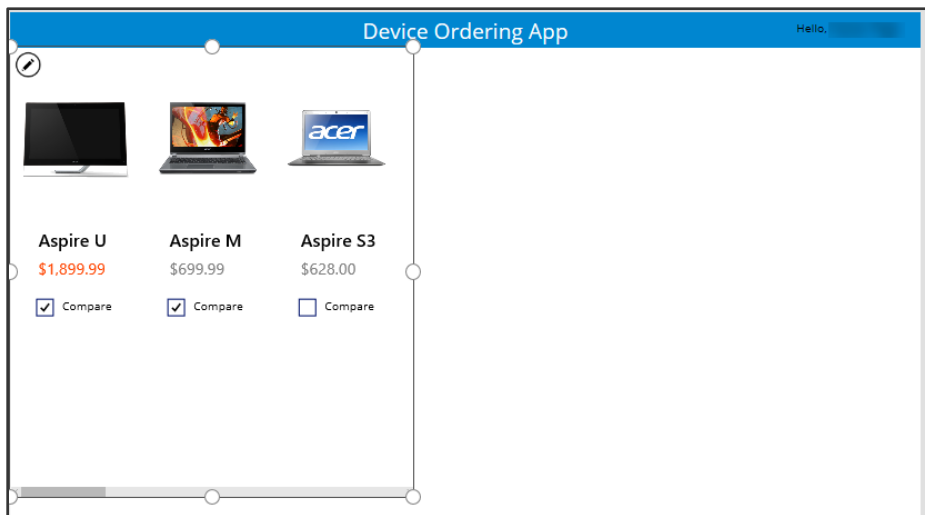 Device Ordering App
Hello,
acer
Aspire U
Aspire M
Aspire S3
$1,899.99
$699.99
$628.00
Compare
Compare
Compare